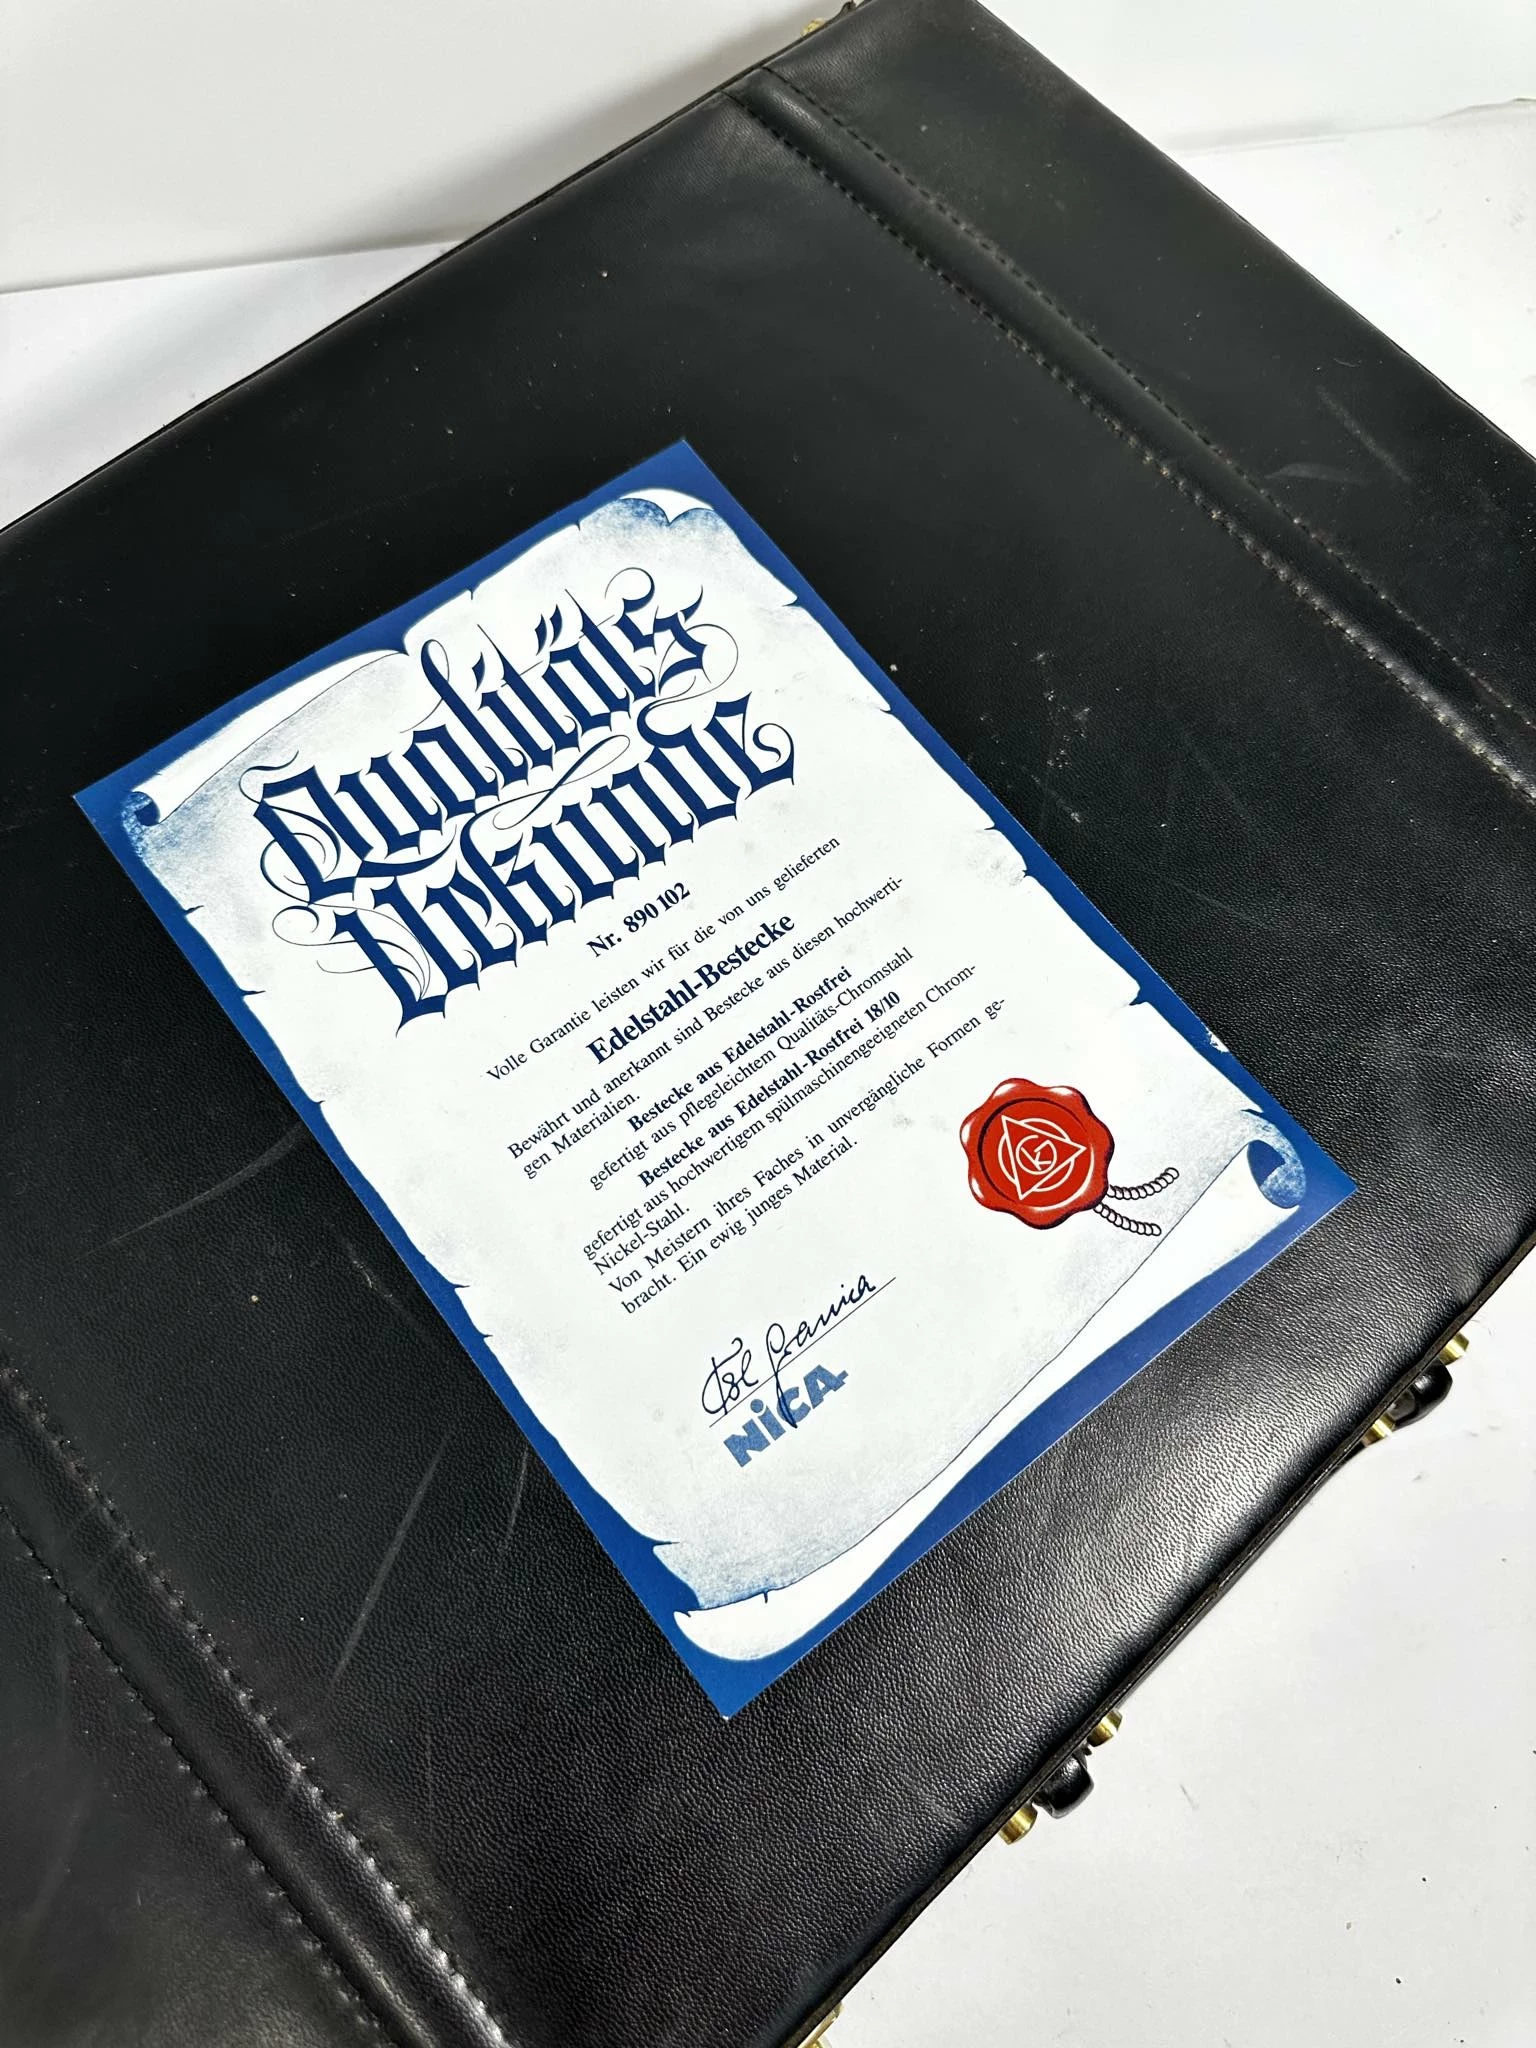 Qualitäts
Urkunde
Nr. 890 102
Volle Garantie leisten wir für die von uns gelieferten
Edelstahl-Bestecke
Bewährt und anerkannt sind Bestecke aus diesen hochwerti-
gen Materialien.
Bestecke aus Edelstahl-Rostfrei
gefertigt aus pflegeleichtem Qualitäts-Chromstahl
Bestecke aus Edelstahl-Rostfrei 18/10
gefertigt aus hochwertigem spülmaschinengeeigneten Chrom-
Nickel-Stahl.
Von Meistern ihres Faches in unvergängliche Formen ge-
bracht. Ein ewig junges Material.
K
NiCA